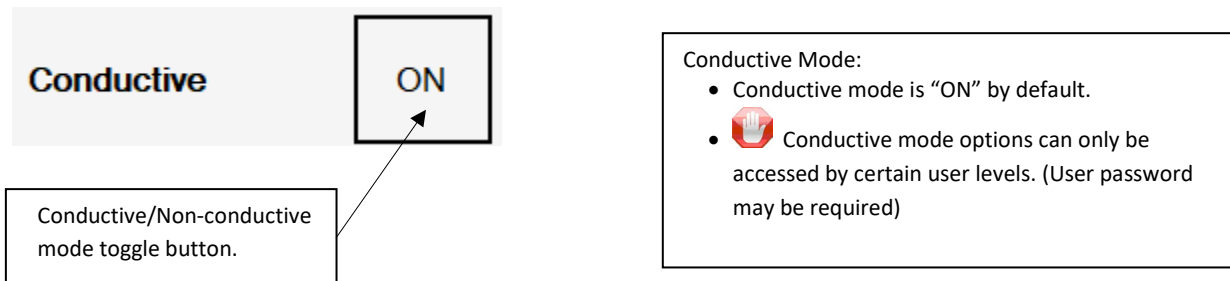 Conductive
ON
Conductive/Non-conductive
mode toggle button.
Conductive Mode:
• Conductive mode is “ON” by default.
• Conductive mode options can only be
accessed by certain user levels. (User password
may be required)